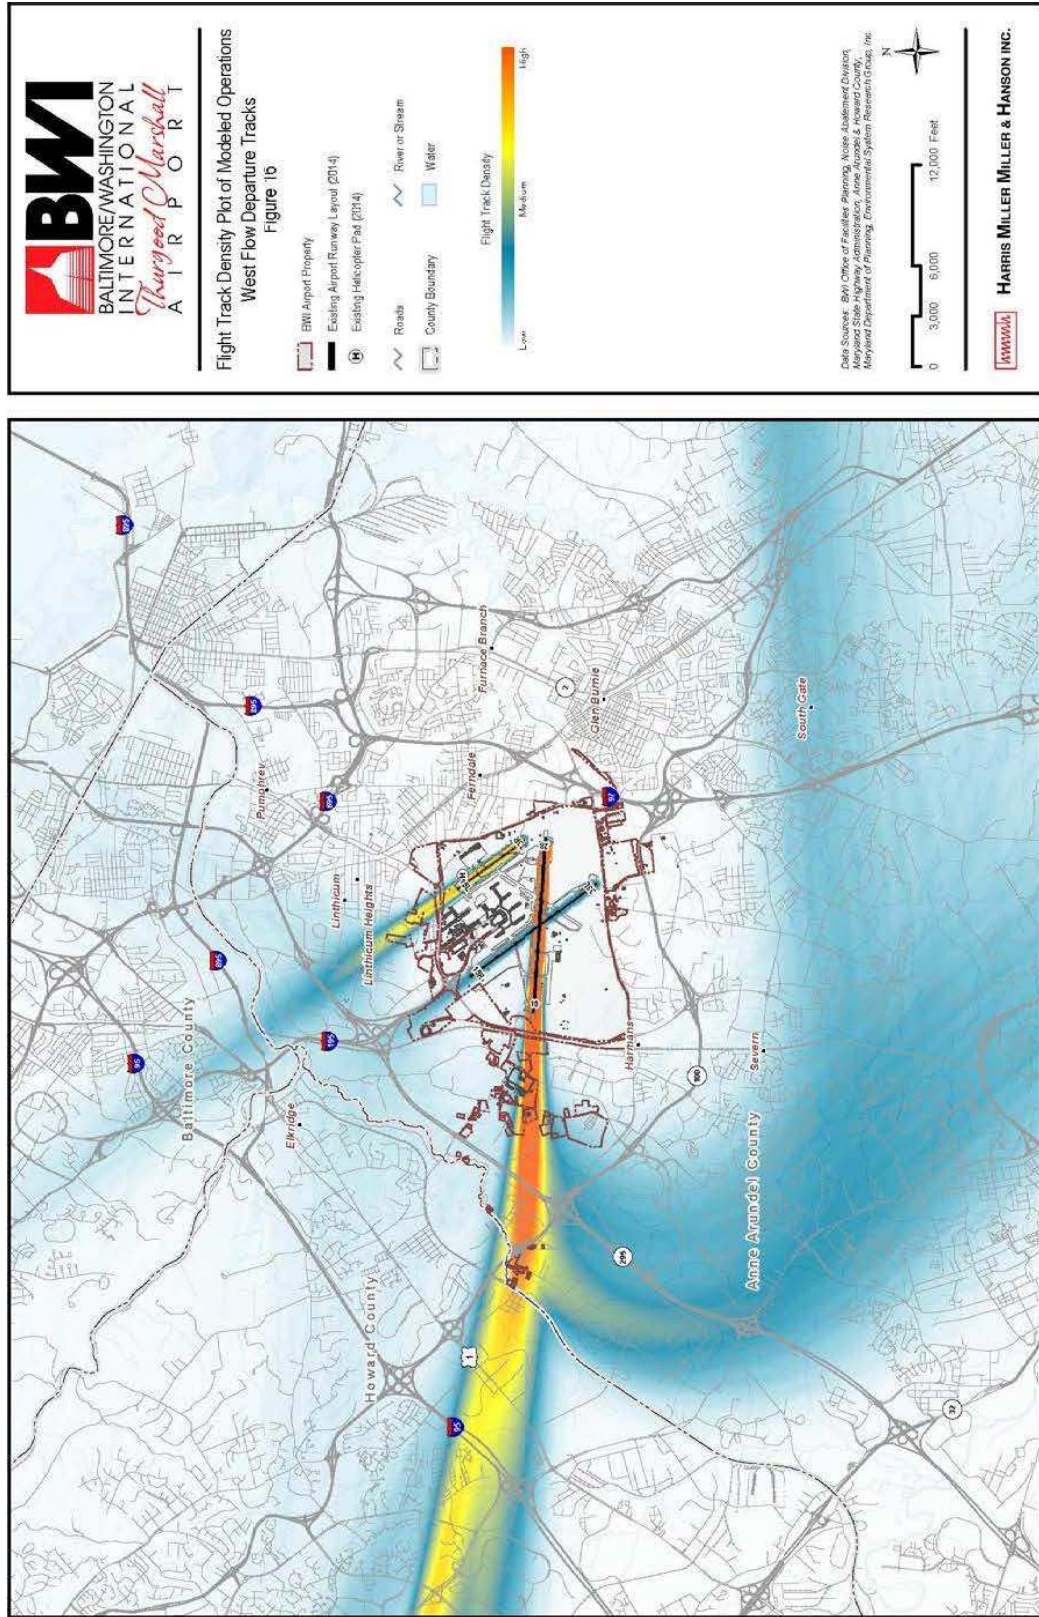 BWI
BALTIMORE/WASHINGTON
INTERNATIONAL
Thurgood Marshall
AIRPORT
Flight Track Density Plot of Modeled Operations
West Flow Departure Tracks
Figure 16
BWI Airport Property
Existing Airport Runway Layout (2014)
H Existing Helicopter Pad (2014)
Roads
River or Stream
County Boundary
Water
Flight Track Density
Low
Medium
High
Data Sources: BWI Office of Facilities Planning, Noise Abatement Division,
Maryland State Highway Administration, Anne Arundel & Howard County,
Maryland Department of Planning, Environmental System Research Group, Inc.
N
0 3,000 6,000 12,000 Feet
HARRIS MILLER MILLER & HANSON INC.
895
Baltimore County
95
895
695
Pumphrey
695
Linthicum
Linthicum Heights
195
Elkridge
Furnace Branch
Ferndale
2
Glen Burnie
97
28
10
Howard County
1
95
Harmans
100
Severn
South Gate
295
Anne Arundel County
32